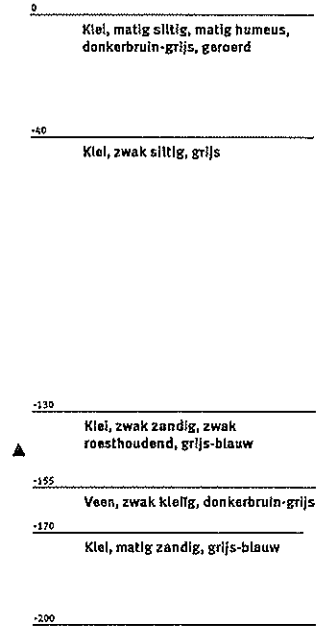 0
Klei, matig siltig, matig humeus,
donkerbruin-grijs, geroerd
-40
Klei, zwak siltig, grijs
-130
Klei, zwak zandig, zwak
roesthoudend, grijs-blauw
-155
Veen, zwak kleiig, donkerbruin-grijs
-170
Klei, matig zandig, grijs-blauw
-200